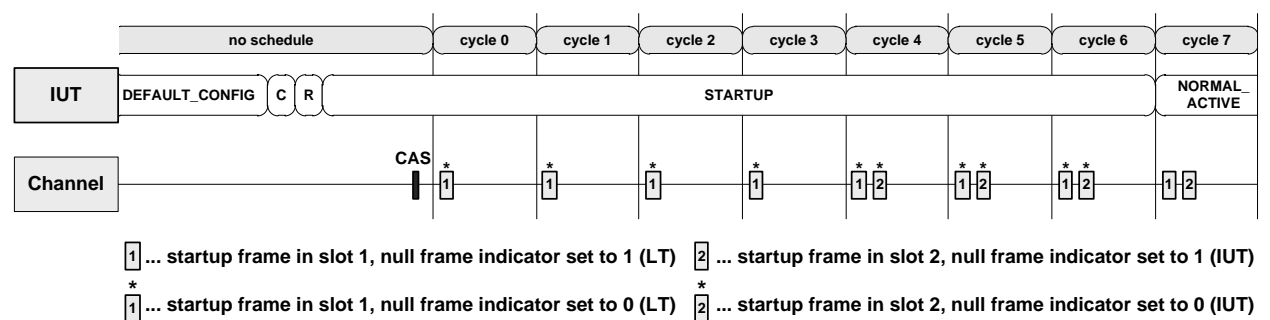 no schedule cycle 0 cycle 1 cycle 2 cycle 3 cycle 4 cycle 5 cycle 6 cycle 7
IUT DEFAULT_CONFIG C R STARTUP NORMAL_
ACTIVE
CAS
* * * * * * * * * *
Channel 1 1 1 1 1 2 1 2 1 2 1 2
1 ... startup frame in slot 1, null frame indicator set to 1 (LT) 2 ... startup frame in slot 2, null frame indicator set to 1 (IUT)
* *
1 ... startup frame in slot 1, null frame indicator set to 0 (LT) 2 ... startup frame in slot 2, null frame indicator set to 0 (IUT)